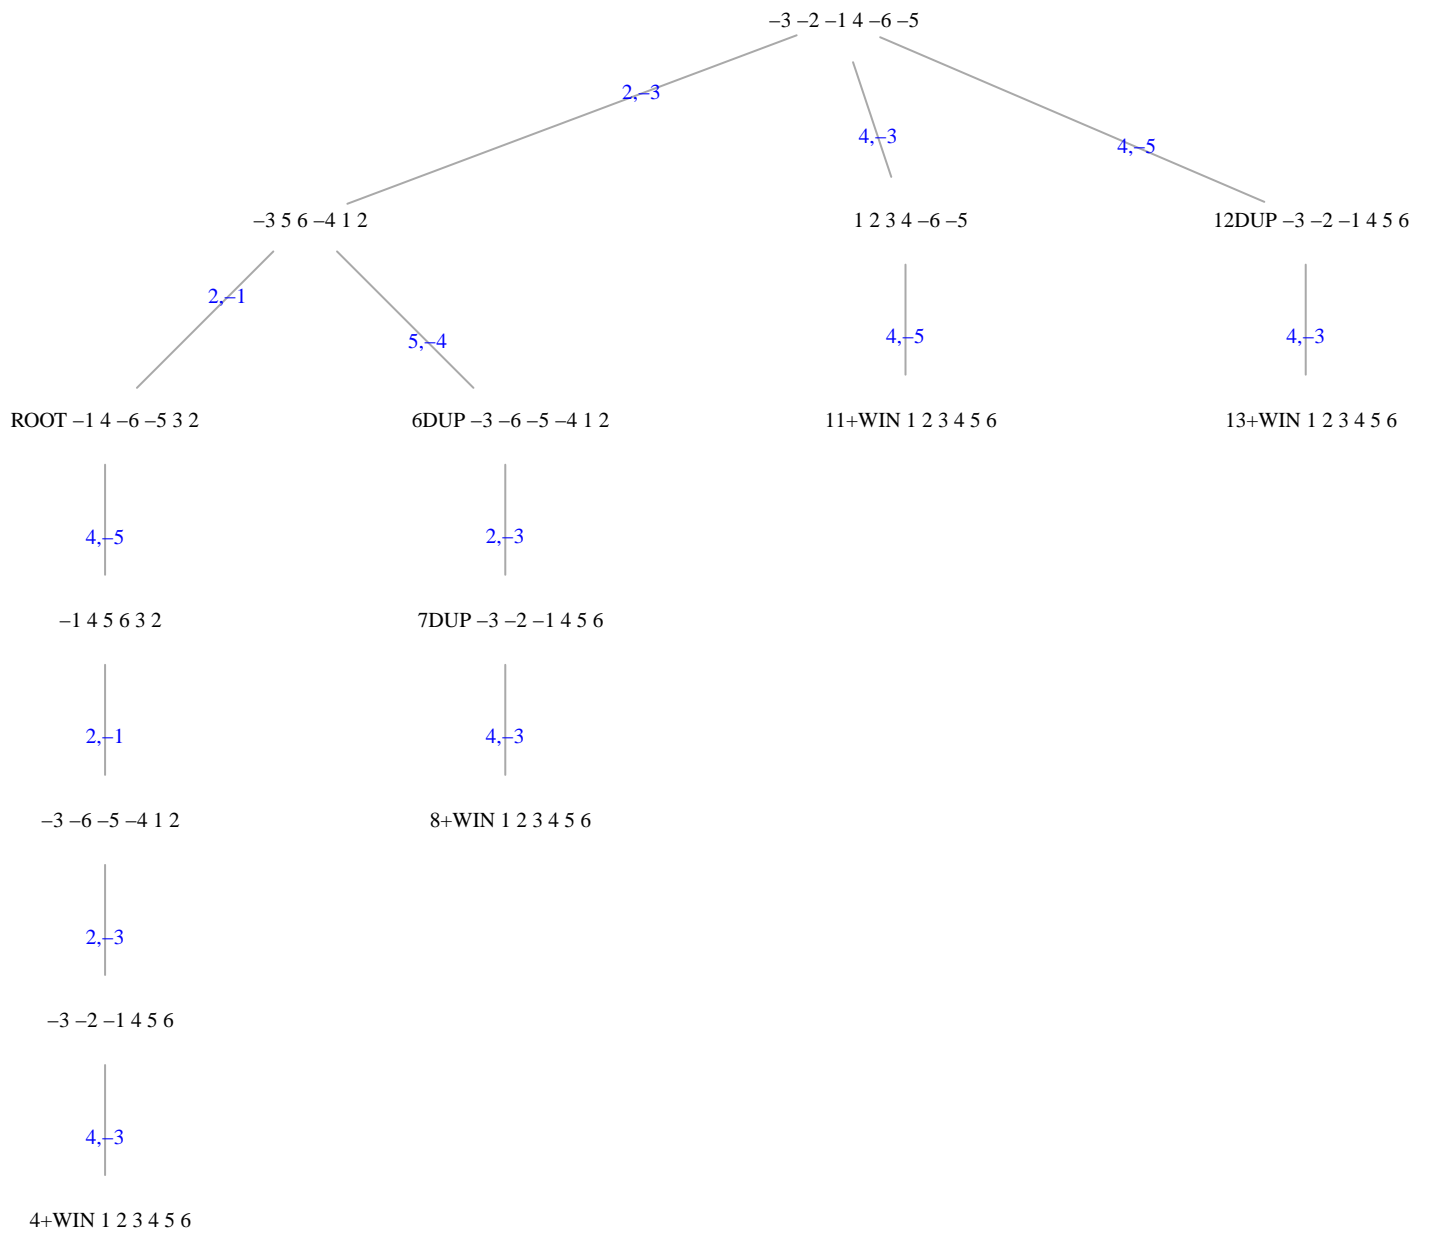 −3 −2 −1 4 −6 −5
2,−3
4,−3
4,−5
−3 5 6 −4 1 2
1 2 3 4 −6 −5
12DUP −3 −2 −1 4 5 6
2,−1
5,−4
4,−5
4,−3
ROOT −1 4 −6 −5 3 2
6DUP −3 −6 −5 −4 1 2
11+WIN 1 2 3 4 5 6
13+WIN 1 2 3 4 5 6
4,−5
2,−3
−1 4 5 6 3 2
7DUP −3 −2 −1 4 5 6
2,−1
4,−3
−3 −6 −5 −4 1 2
8+WIN 1 2 3 4 5 6
2,−3
−3 −2 −1 4 5 6
4,−3
4+WIN 1 2 3 4 5 6